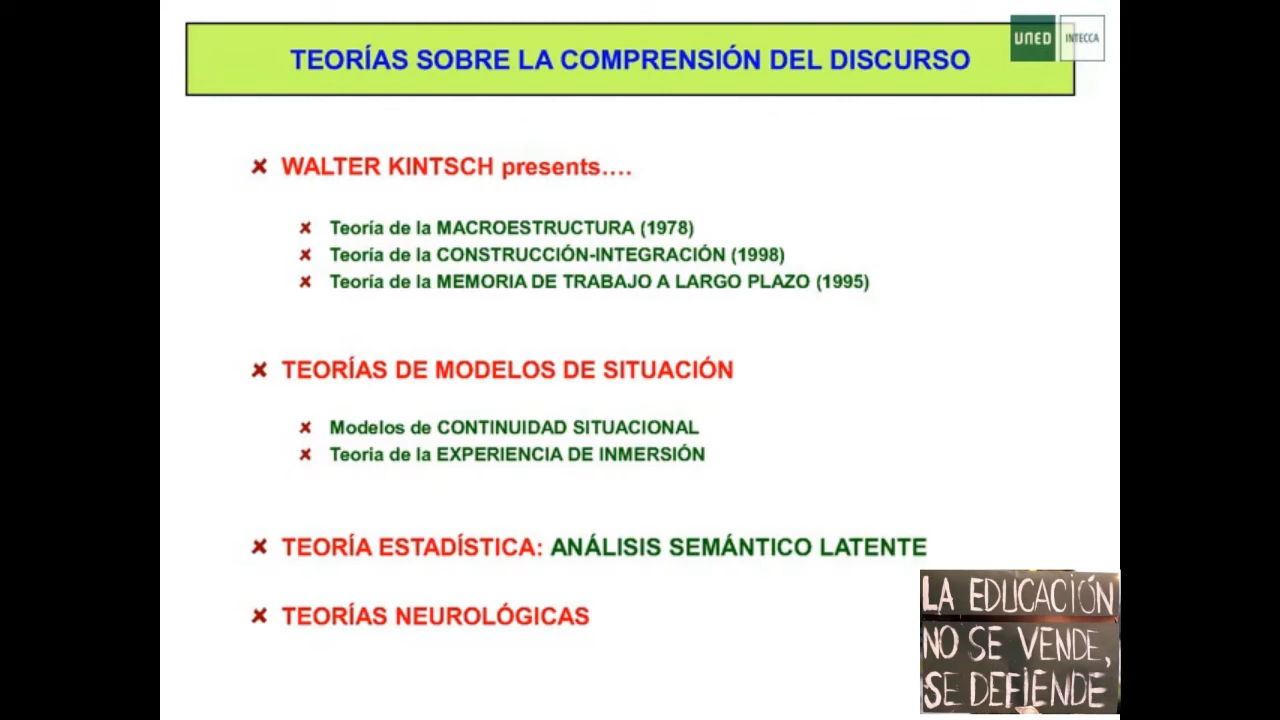 TEORÍAS SOBRE LA COMPRENSIÓN DEL DISCURSO
UNED
INTECCA
WALTER KINTSCH presents....
Teoría de la MACROESTRUCTURA (1978)
Teoría de la CONSTRUCCIÓN-INTEGRACIÓN (1998)
Teoría de la MEMORIA DE TRABAJO A LARGO PLAZO (1995)
TEORÍAS DE MODELOS DE SITUACIÓN
Modelos de CONTINUIDAD SITUACIONAL
Teoria de la EXPERIENCIA DE INMERSIÓN
TEORÍA ESTADÍSTICA: ANÁLISIS SEMÁNTICO LATENTE
TEORÍAS NEUROLÓGICAS
LA EDUCACIÓN
NO SE VENDE,
SE DEFIENDE